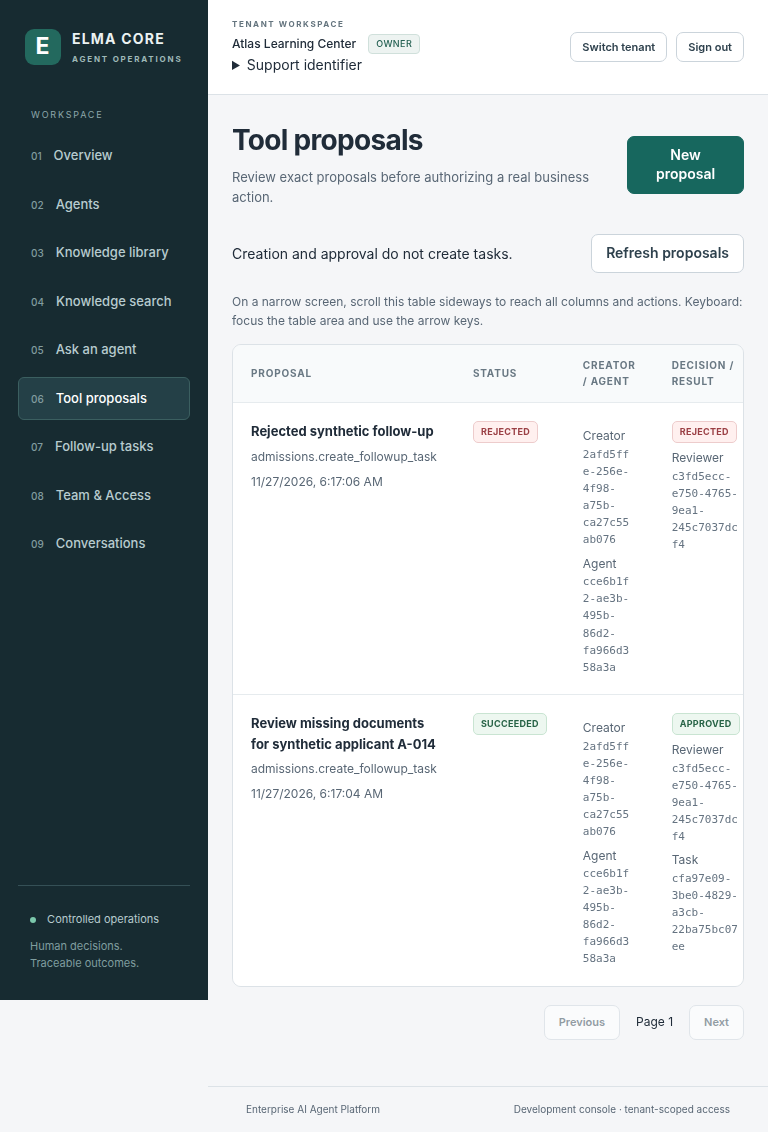 E
ELMA CORE
AGENT OPERATIONS
WORKSPACE
01 Overview
02 Agents
03 Knowledge library
04 Knowledge search
05 Ask an agent
06 Tool proposals
07 Follow-up tasks
08 Team & Access
09 Conversations
Controlled operations
Human decisions.
Traceable outcomes.
TENANT WORKSPACE
Atlas Learning Center OWNER
Support identifier
Switch tenant
Sign out
Tool proposals
Review exact proposals before authorizing a real business
action.
New
proposal
Creation and approval do not create tasks.
Refresh proposals
On a narrow screen, scroll this table sideways to reach all columns and actions. Keyboard:
focus the table area and use the arrow keys.
PROPOSAL
STATUS
CREATOR
/ AGENT
DECISION /
RESULT
Rejected synthetic follow-up
admissions.create_followup_task
11/27/2026, 6:17:06 AM
REJECTED
Creator
2afd5ff
e-256e-
4f98-
a75b-
ca27c55
ab076
Agent
cce6b1f
2-ae3b-
495b-
86d2-
fa966d3
58a3a
REJECTED
Reviewer
c3fd5ecc-
e750-4765-
9ea1-
245c7037dc
f4
Review missing documents
for synthetic applicant A-014
admissions.create_followup_task
11/27/2026, 6:17:04 AM
SUCCEEDED
Creator
2afd5ff
e-256e-
4f98-
a75b-
ca27c55
ab076
Agent
cce6b1f
2-ae3b-
495b-
86d2-
fa966d3
58a3a
APPROVED
Reviewer
c3fd5ecc-
e750-4765-
9ea1-
245c7037dc
f4
Task
cfa97e09-
3be0-4829-
a3cb-
22ba75bc07
ee
Previous
Page 1
Next
Enterprise AI Agent Platform
Development console · tenant-scoped access